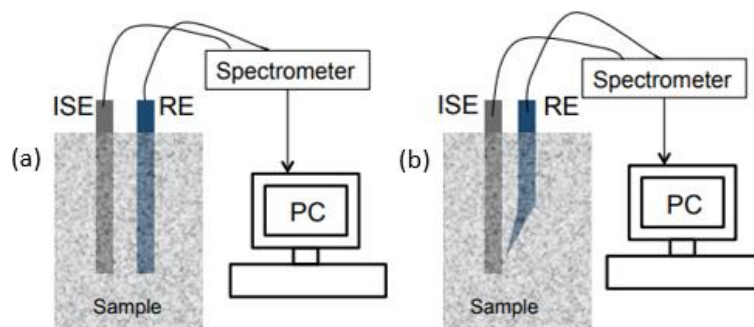 Spectrometer
ISE RE
(a)
PC
Sample
Spectrometer
ISE RE
(b)
PC
Sample